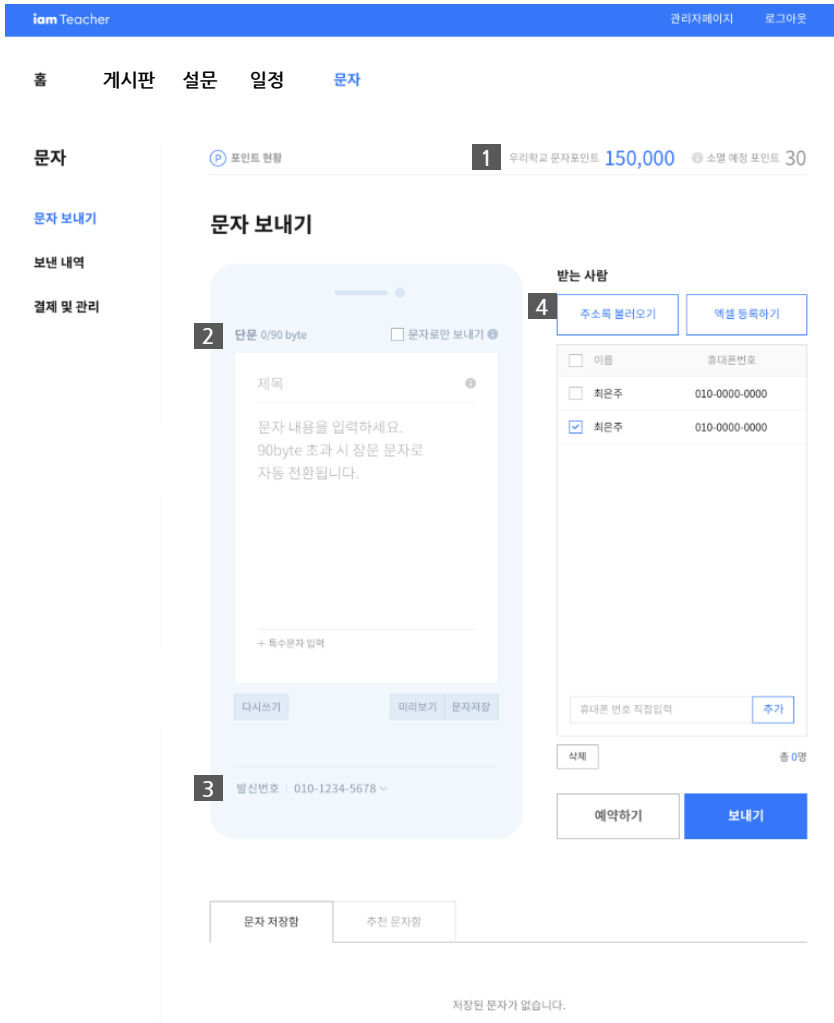 iam Teacher
관리자페이지 로그아웃
홈 게시판 설문 일정 문자
문자
문자 보내기
보낸 내역
결제 및 관리
P 포인트 현황
1 우리학교 문자포인트 150,000 소멸 예정 포인트 30
문자 보내기
2 단문 0/90 byte 문자로만 보내기
제목
문자 내용을 입력하세요.
90byte 초과 시 장문 문자로
자동 전환됩니다.
+ 특수문자 입력
다시쓰기 미리보기 문자저장
3 발신번호 010-1234-5678
받는 사람
4 주소록 불러오기 엑셀 등록하기
이름 휴대폰번호
최은주 010-0000-0000
최은주 010-0000-0000
휴대폰 번호 직접입력 추가
삭제 총 0명
예약하기 보내기
문자 저장함 추천 문자함
저장된 문자가 없습니다.